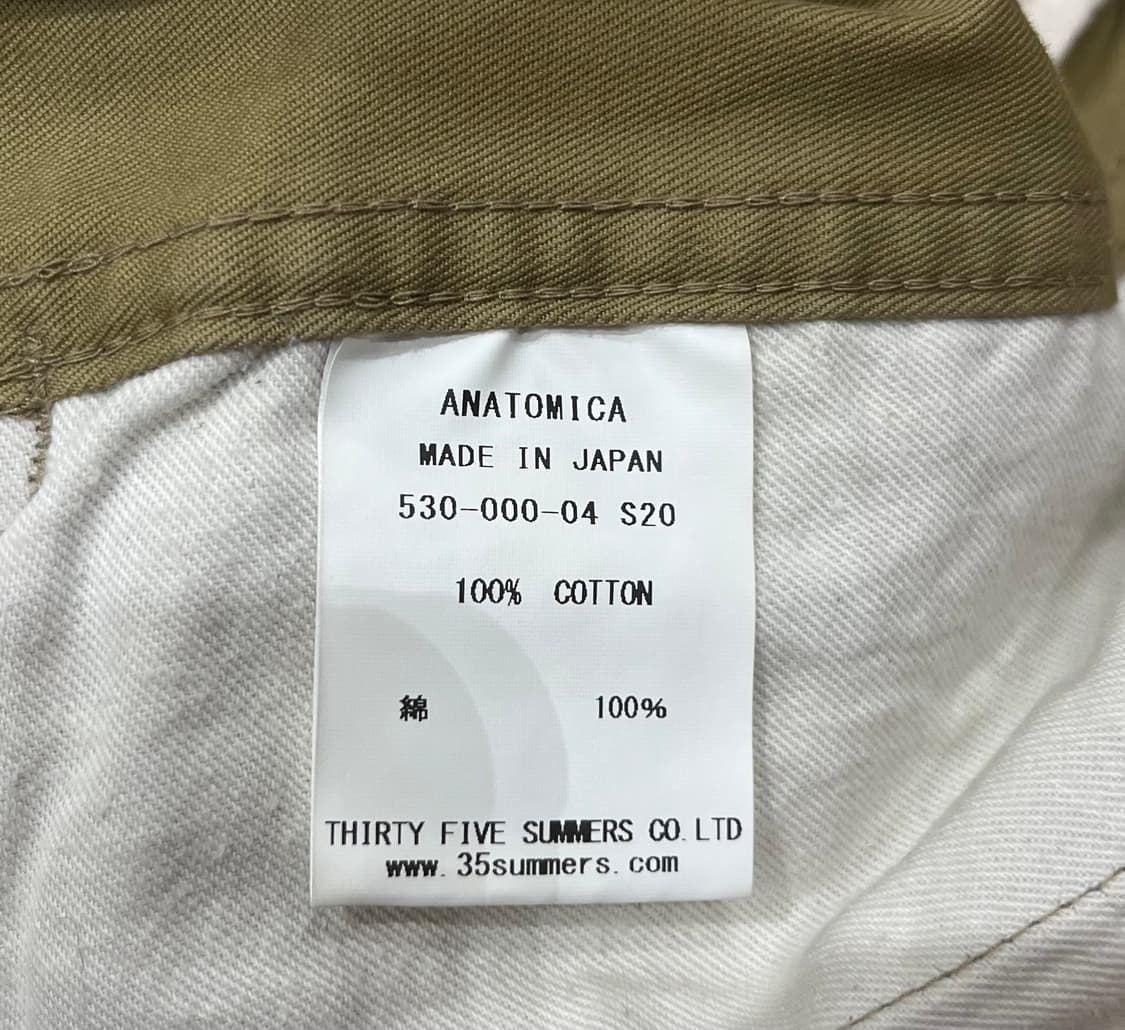 ANATOMICA
MADE IN JAPAN
530-000-04 S20
100% COTTON
綿 100%
THIRTY FIVE SUMMERS CO.LTD
www.35summers.com